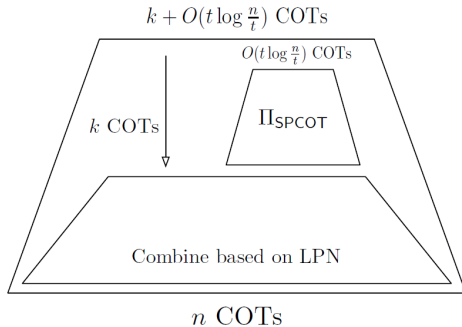 k + O(t log n/t) COTs
O(t log n/t) COTs
k COTs
Π_SPCOT
Combine based on LPN
n COTs